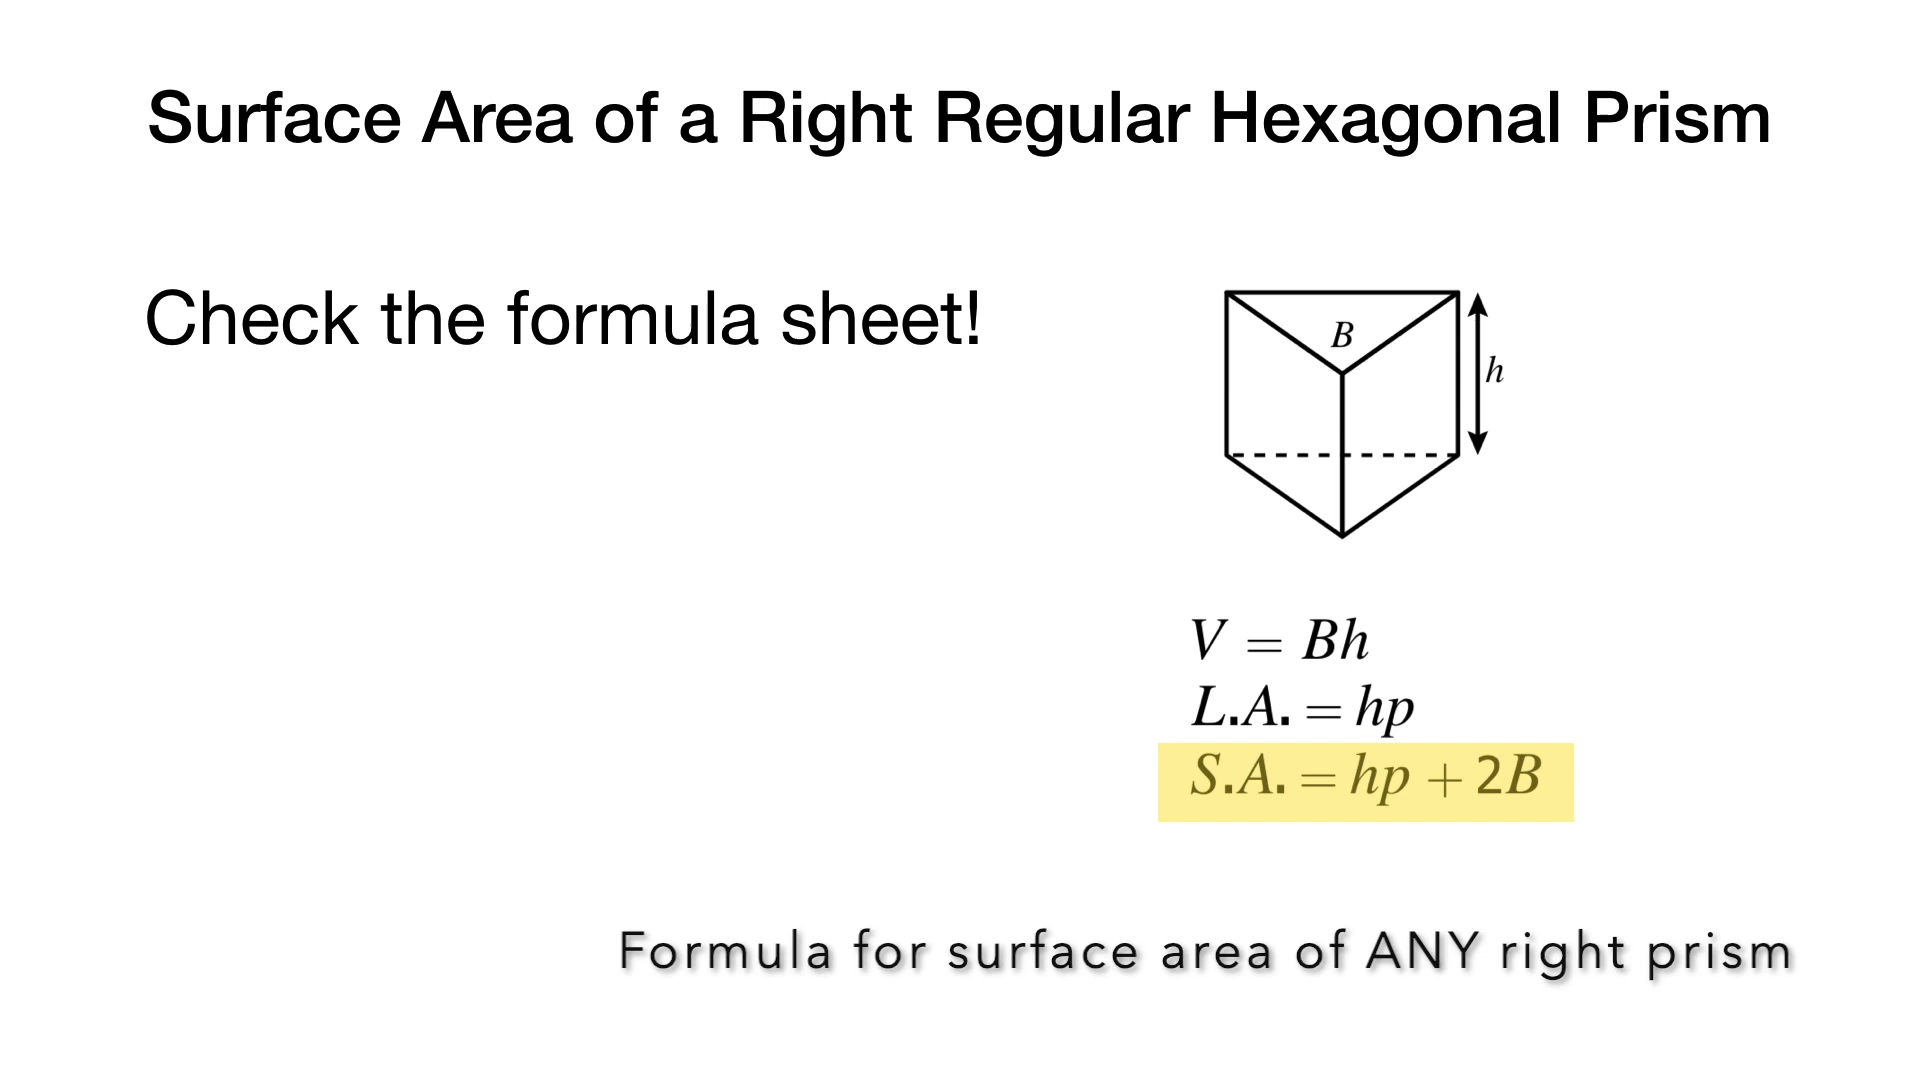 Surface Area of a Right Regular Hexagonal Prism
Check the formula sheet!
B
h
V = Bh
L.A. = hp
S.A. = hp + 2B
Formula for surface area of ANY right prism